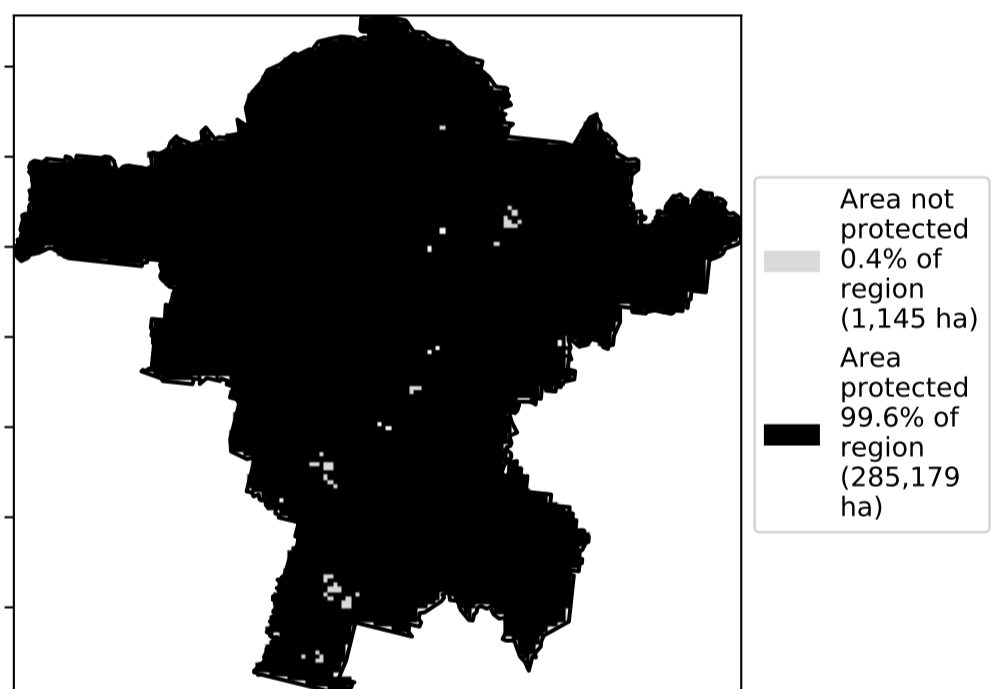 Area not
protected
0.4% of
region
(1,145 ha)
Area
protected
99.6% of
region
(285,179
ha)